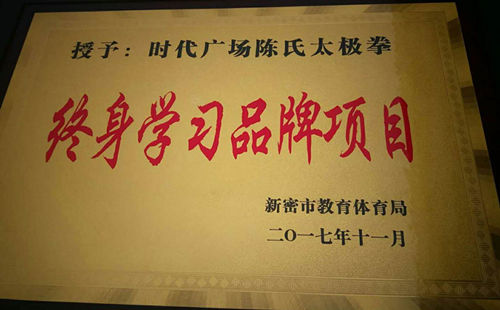 授予：时代广场陈氏太极拳
终身学习品牌项目
新密市教育体育局
二〇一七年十一月